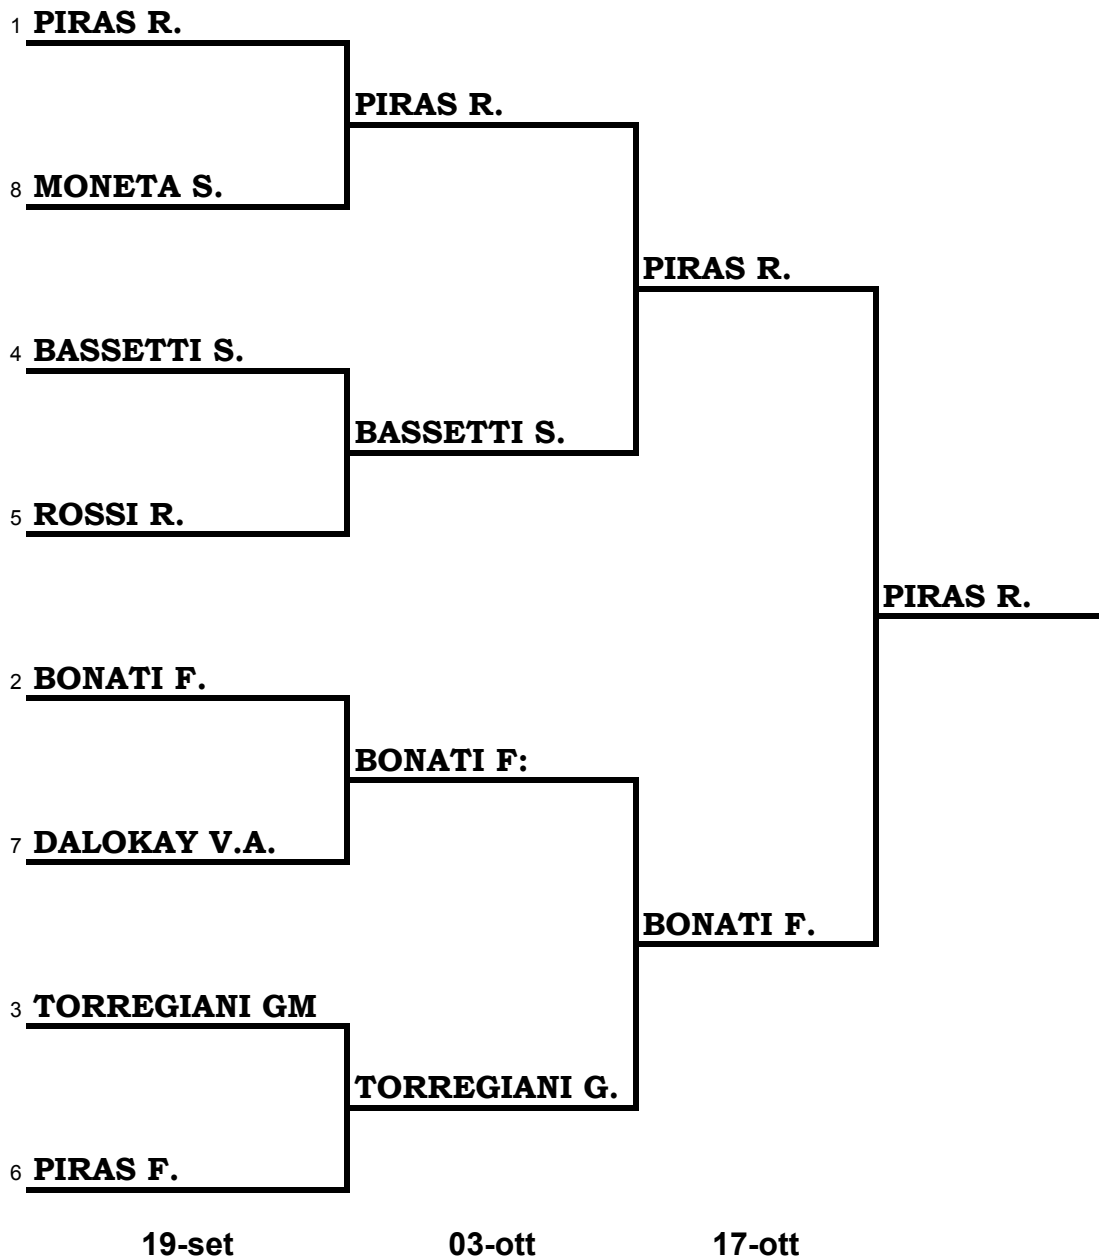 1 PIRAS R.
PIRAS R.
8 MONETA S.
PIRAS R.
4 BASSETTI S.
BASSETTI S.
5 ROSSI R.
PIRAS R.
2 BONATI F.
BONATI F:
7 DALOKAY V.A.
BONATI F.
3 TORREGIANI GM
TORREGIANI G.
6 PIRAS F.
19-set 03-ott 17-ott